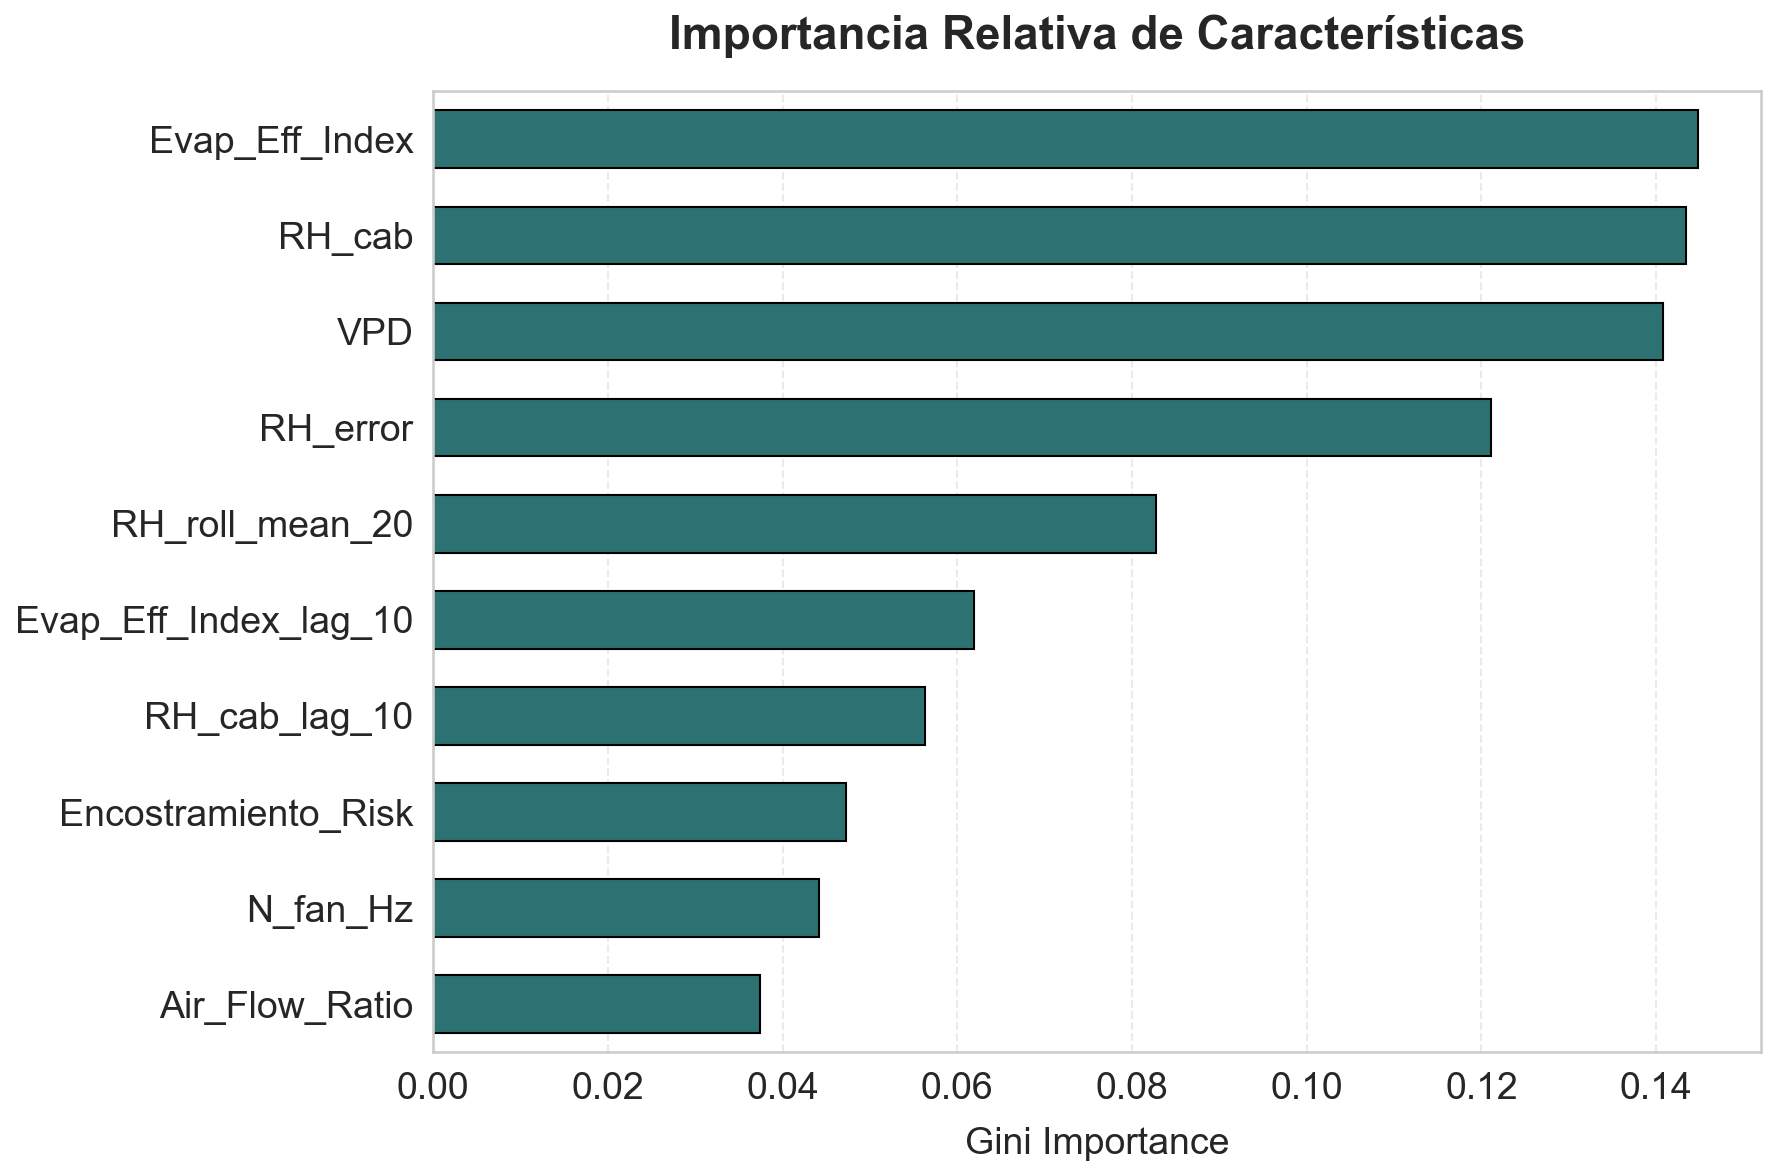 Importancia Relativa de Características
Evap_Eff_Index
RH_cab
VPD
RH_error
RH_roll_mean_20
Evap_Eff_Index_lag_10
RH_cab_lag_10
Encostramiento_Risk
N_fan_Hz
Air_Flow_Ratio
0.00 0.02 0.04 0.06 0.08 0.10 0.12 0.14
Gini Importance